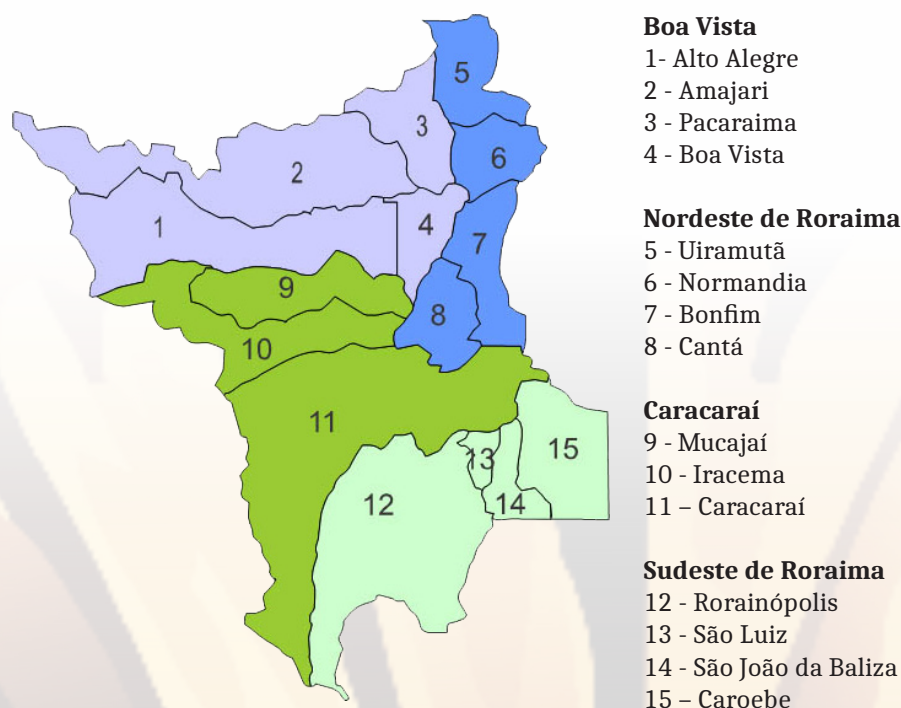 5
3
6
2
4
1
7
9
8
10
11
15
13
12
14
Boa Vista
1- Alto Alegre
2 - Amajari
3 - Pacaraima
4 - Boa Vista
Nordeste de Roraima
5 - Uiramutã
6 - Normandia
7 - Bonfim
8 - Cantá
Caracaraí
9 - Mucajaí
10 - Iracema
11 – Caracaraí
Sudeste de Roraima
12 - Rorainópolis
13 - São Luiz
14 - São João da Baliza
15 – Caroebe